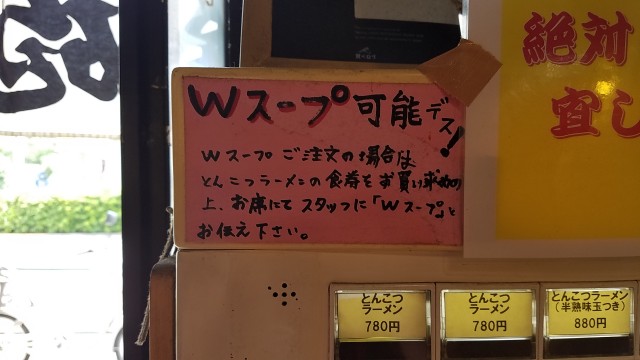 Wスープ可能デス!
Wスープ ご注文の場合は
とんこつラーメンの食券をお買い求めの
上、お席にて スタッフに「Wスープ」と
お伝え下さい。
絶対
宜し
とんこつ
ラーメン
780円
とんこつ
ラーメン
780円
とんこつラーメン
(半熟味玉つき)
880円